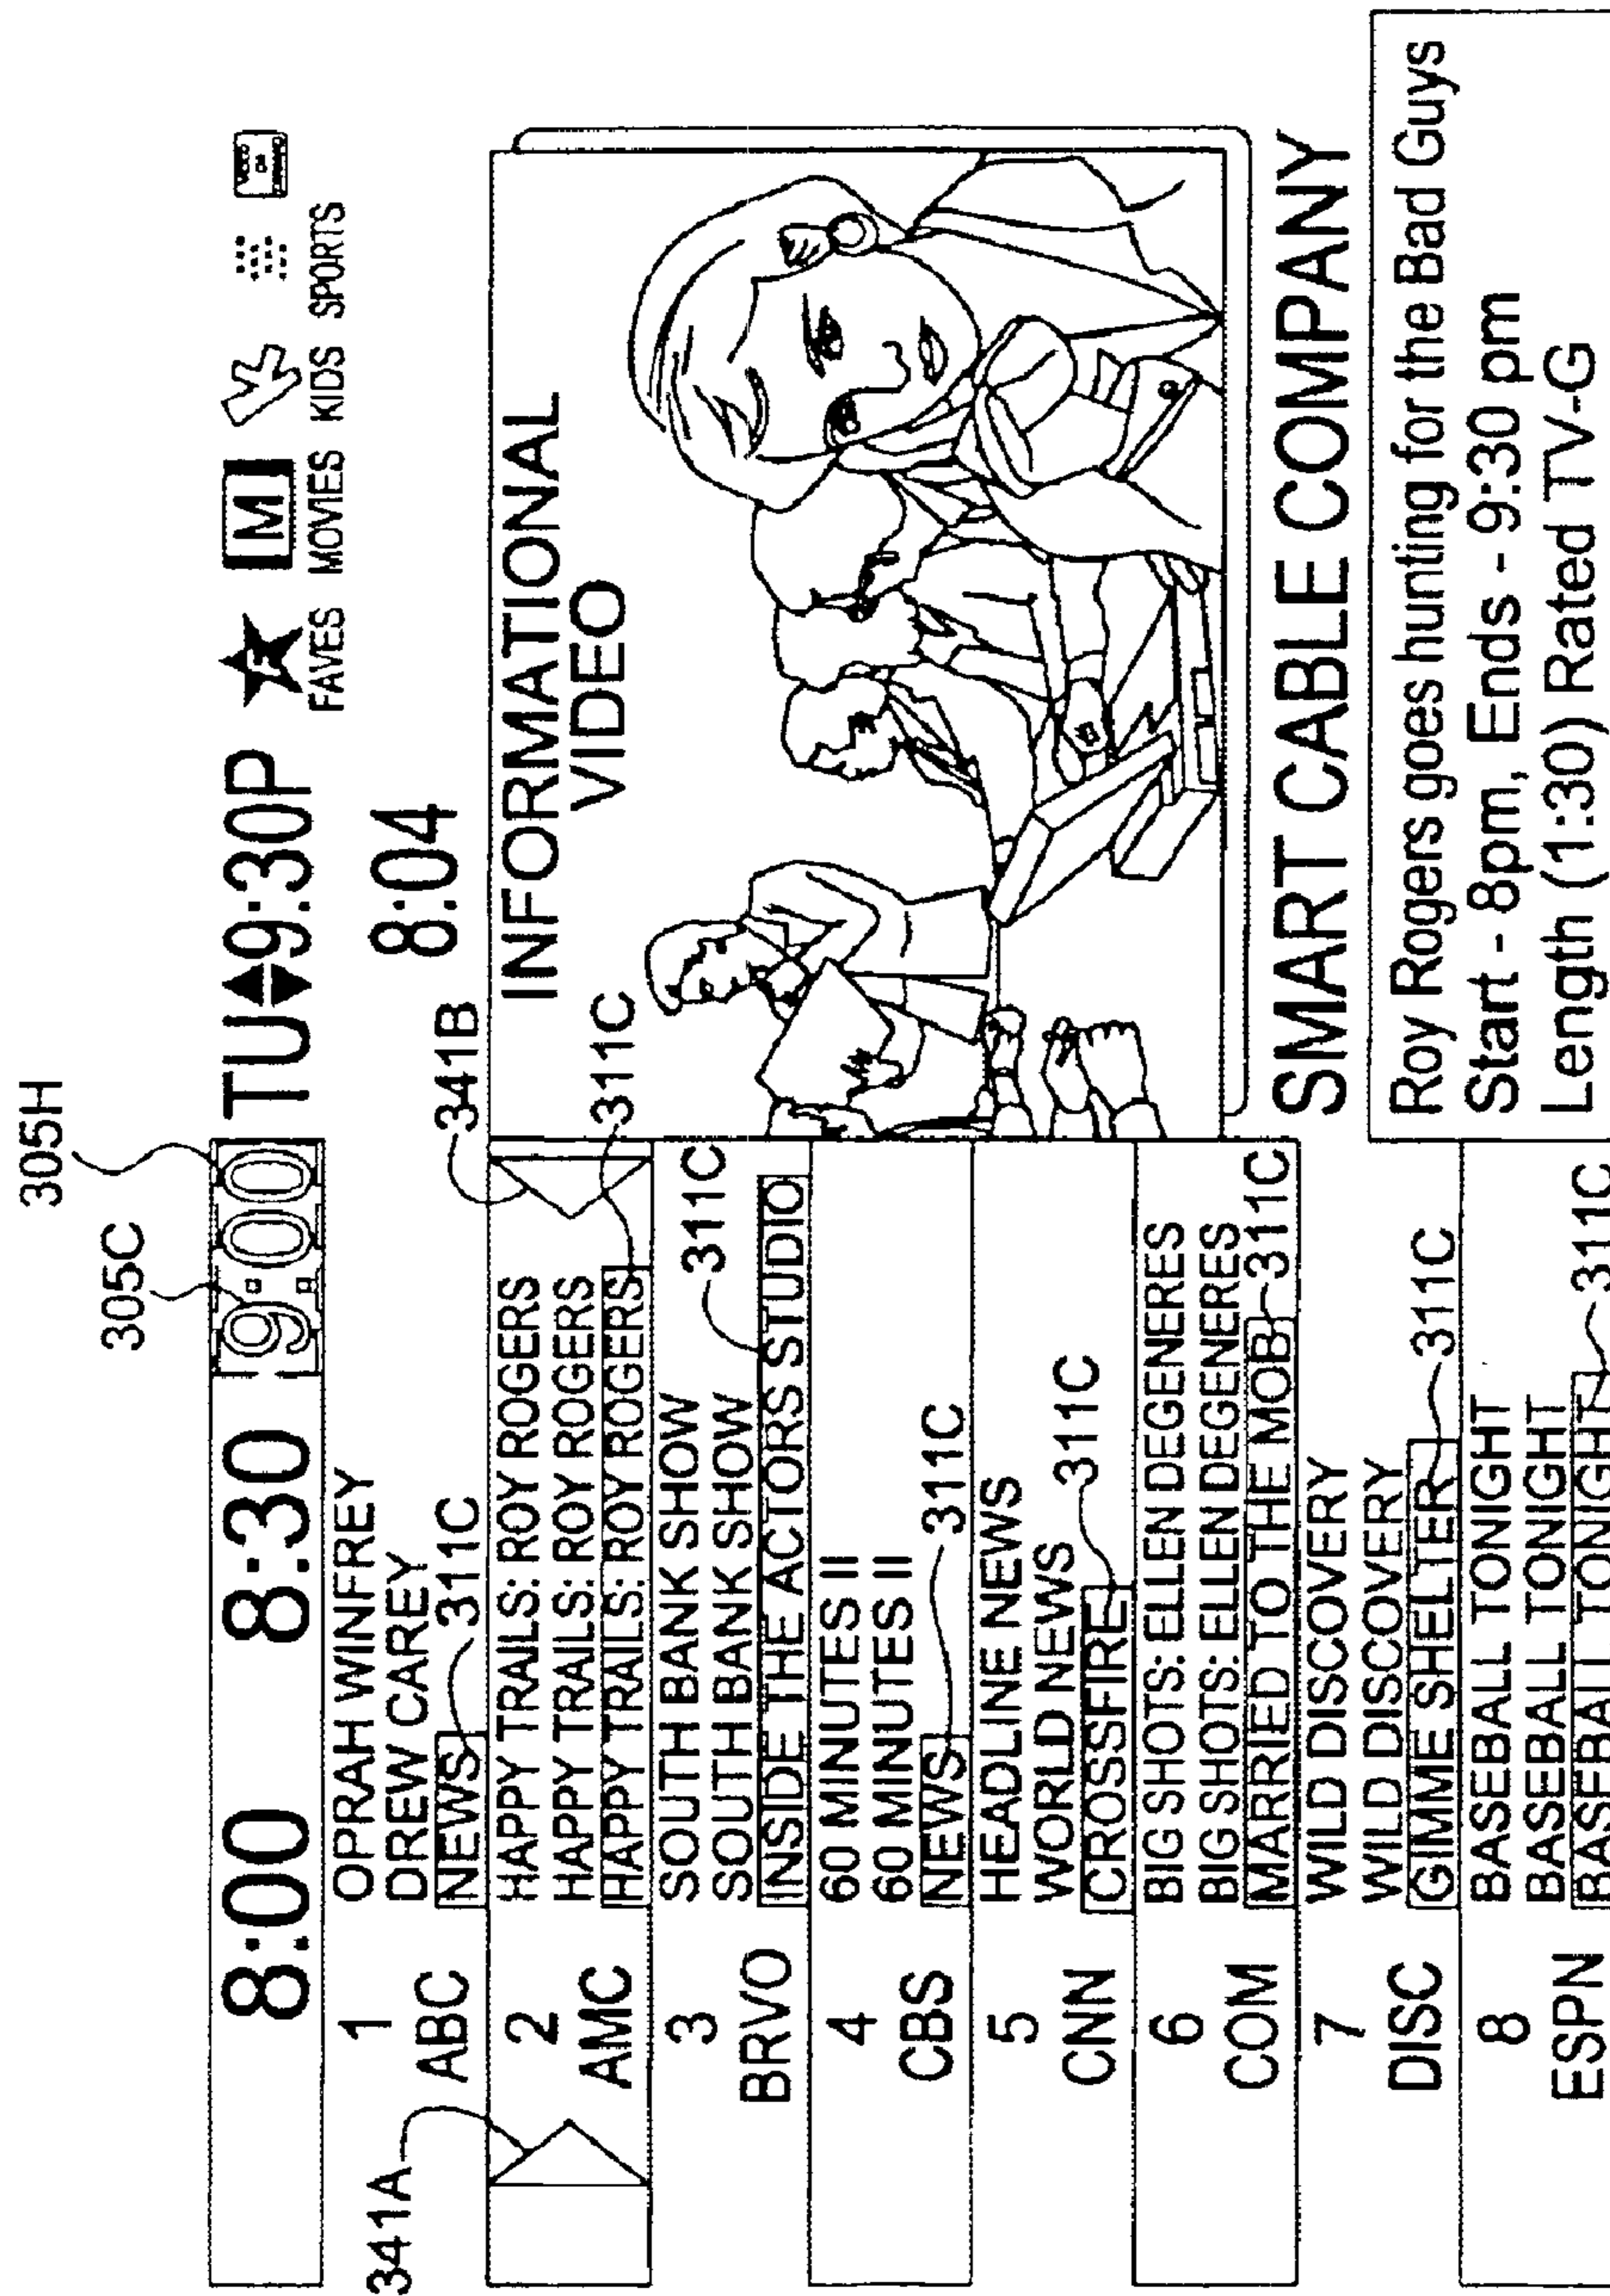 305H
305C
8:00 8:30 9:00 TU 9:30P
FAVES MOVIES KIDS SPORTS
M
8:04
341A
341B
1
ABC
OPRAH WINFREY
DREW CAREY
NEWS 311C
2
AMC
HAPPY TRAILS: ROY ROGERS
HAPPY TRAILS: ROY ROGERS
HAPPY TRAILS: ROY ROGERS 311C
3
BRVO
SOUTH BANK SHOW
SOUTH BANK SHOW 311C
INSIDE THE ACTORS STUDIO
4
CBS
60 MINUTES II
60 MINUTES II
NEWS 311C
5
CNN
HEADLINE NEWS
WORLD NEWS 311C
CROSSFIRE
6
COM
BIG SHOTS: ELLEN DEGENERES
BIG SHOTS: ELLEN DEGENERES
MARRIED TO THE MOB 311C
7
DISC
WILD DISCOVERY
WILD DISCOVERY
GIMME SHELTER 311C
8
ESPN
BASEBALL TONIGHT
BASEBALL TONIGHT
BASEBALL TONIGHT 311C
INFORMATIONAL
VIDEO
SMART CABLE COMPANY
Roy Rogers goes hunting for the Bad Guys
Start - 8pm, Ends - 9:30 pm
Length (1:30) Rated TV-G